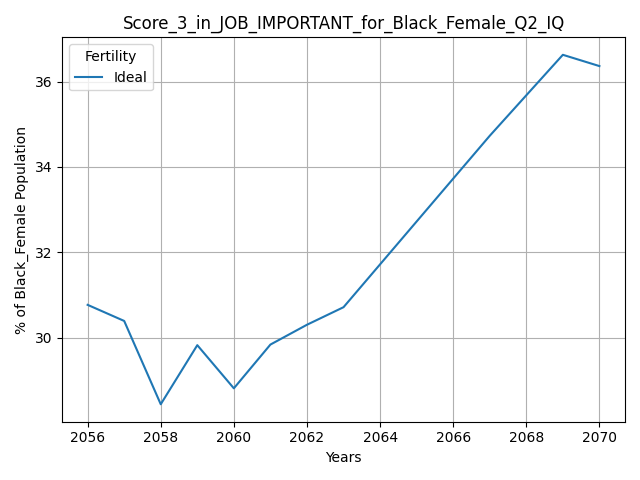 Score_3_in_JOB_IMPORTANT_for_Black_Female_Q2_IQ
Fertility
Ideal
% of Black_Female Population
36
34
32
30
2056
2058
2060
2062
2064
2066
2068
2070
Years